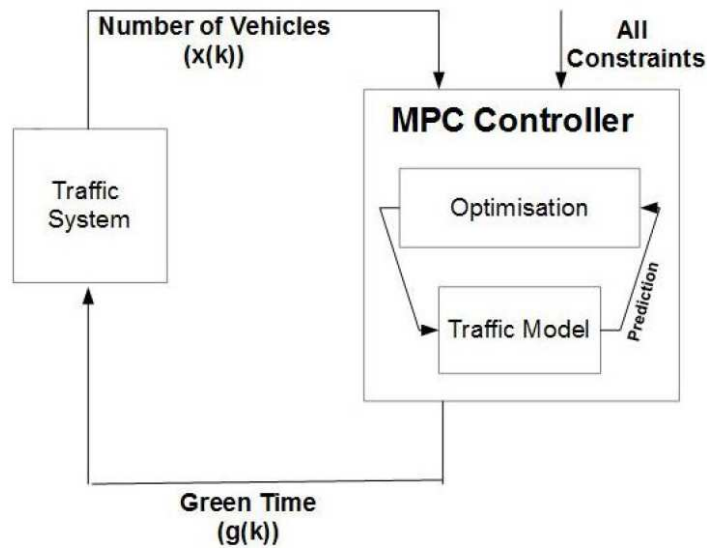 Number of Vehicles
(x(k))
All
Constraints
MPC Controller
Traffic
System
Optimisation
Traffic Model
Prediction
Green Time
(g(k))